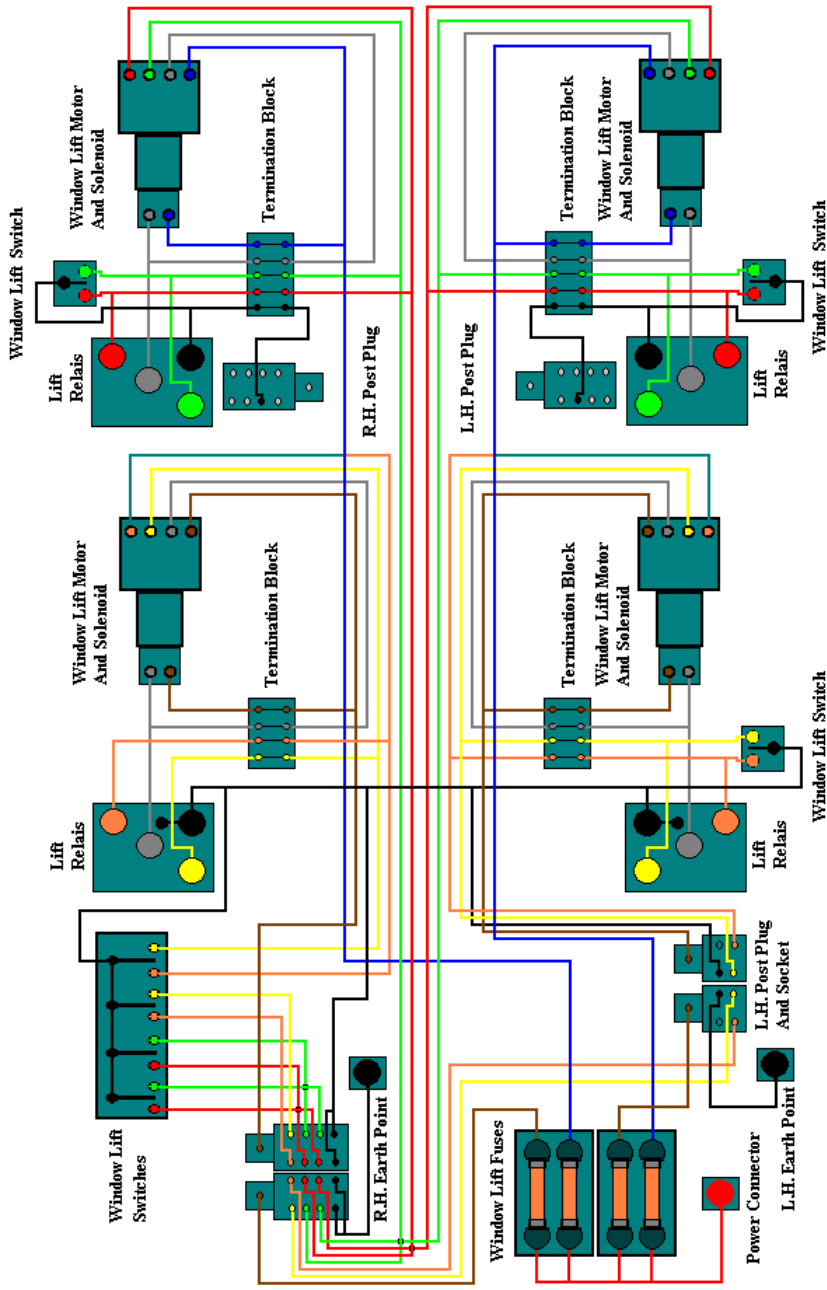 Window Lift Motor
And Solenoid
Termination Block
Window Lift Switch
Lift
Relais
R.H. Post Plug
Window Lift Motor
And Solenoid
Termination Block
Lift
Relais
Window Lift
Switches
R.H. Earth Point
Termination Block
Window Lift Motor
And Solenoid
Window Lift Switch
L.H. Post Plug
Lift
Relais
Termination Block
Window Lift Motor
And Solenoid
Window Lift Switch
Lift
Relais
L.H. Post Plug
And Socket
Window Lift Fuses
Power Connector
L.H. Earth Point